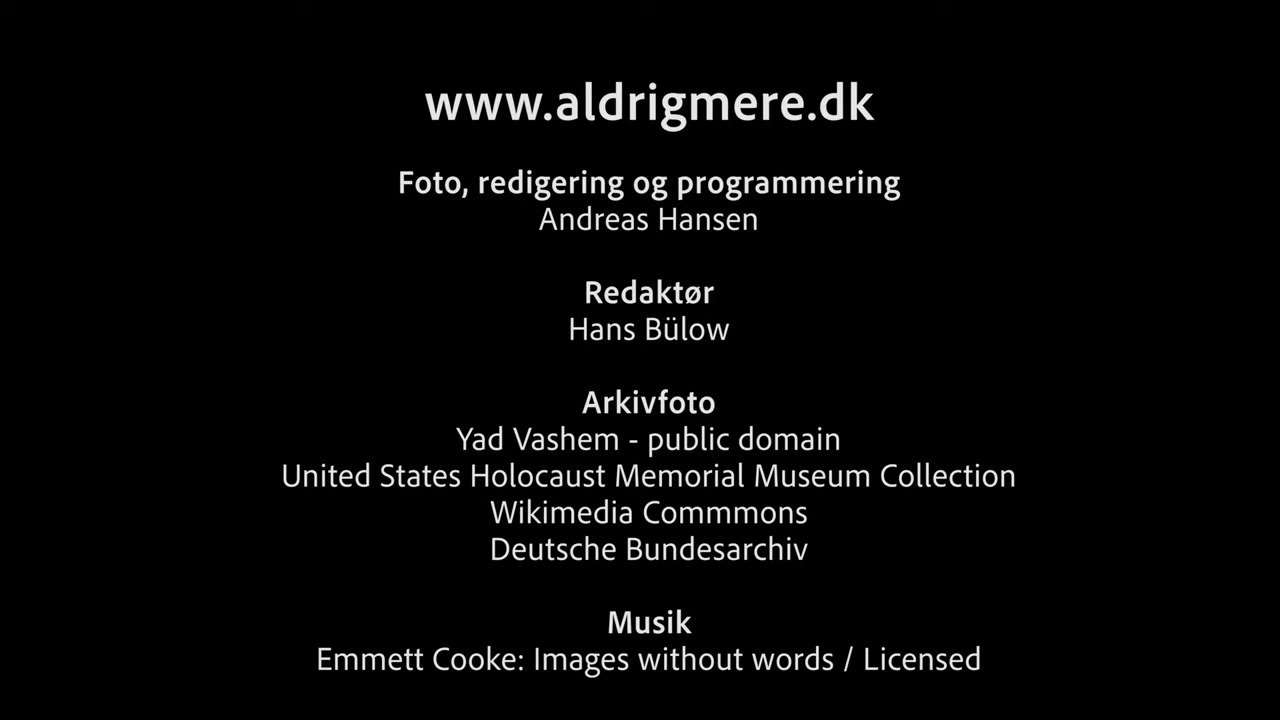 www.aldrigmere.dk
Foto, redigering og programmering
Andreas Hansen
Redaktør
Hans Bülow
Arkivfoto
Yad Vashem - public domain
United States Holocaust Memorial Museum Collection
Wikimedia Commmons
Deutsche Bundesarchiv
Musik
Emmett Cooke: Images without words / Licensed